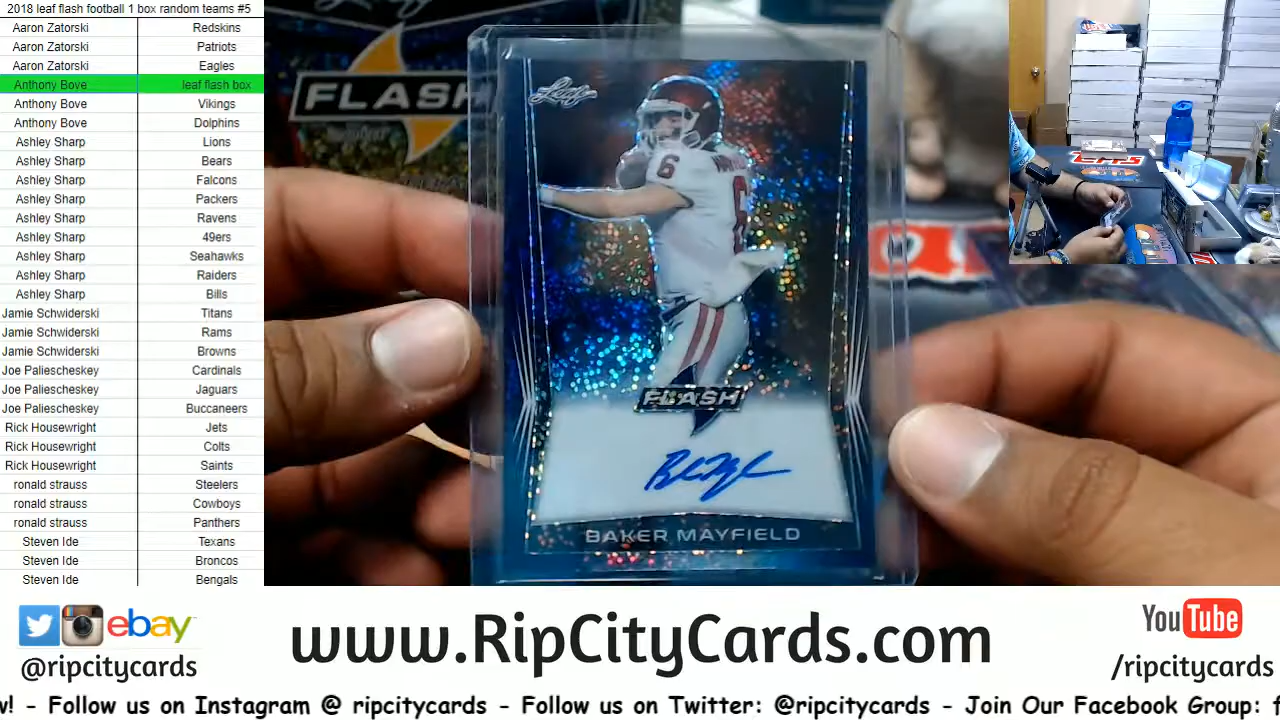 2018 leaf flash football 1 box random teams #5
Aaron Zatorski Redskins
Aaron Zatorski Patriots
Aaron Zatorski Eagles
Anthony Bove leaf flash box
Anthony Bove Vikings
Anthony Bove Dolphins
Ashley Sharp Lions
Ashley Sharp Bears
Ashley Sharp Falcons
Ashley Sharp Packers
Ashley Sharp Ravens
Ashley Sharp 49ers
Ashley Sharp Seahawks
Ashley Sharp Raiders
Ashley Sharp Bills
Jamie Schwiderski Titans
Jamie Schwiderski Rams
Jamie Schwiderski Browns
Joe Paliescheskey Cardinals
Joe Paliescheskey Jaguars
Joe Paliescheskey Buccaneers
Rick Housewright Jets
Rick Housewright Colts
Rick Housewright Saints
ronald strauss Steelers
ronald strauss Cowboys
ronald strauss Panthers
Steven Ide Texans
Steven Ide Broncos
Steven Ide Bengals
FLASH
Leaf
6
6
FLASH
BAKER MAYFIELD
Topps
ebay
@ripcitycards
www.RipCityCards.com
YouTube
/ripcitycards
w! - Follow us on Instagram @ ripcitycards - Follow us on Twitter: @ripcitycards - Join Our Facebook Group: f